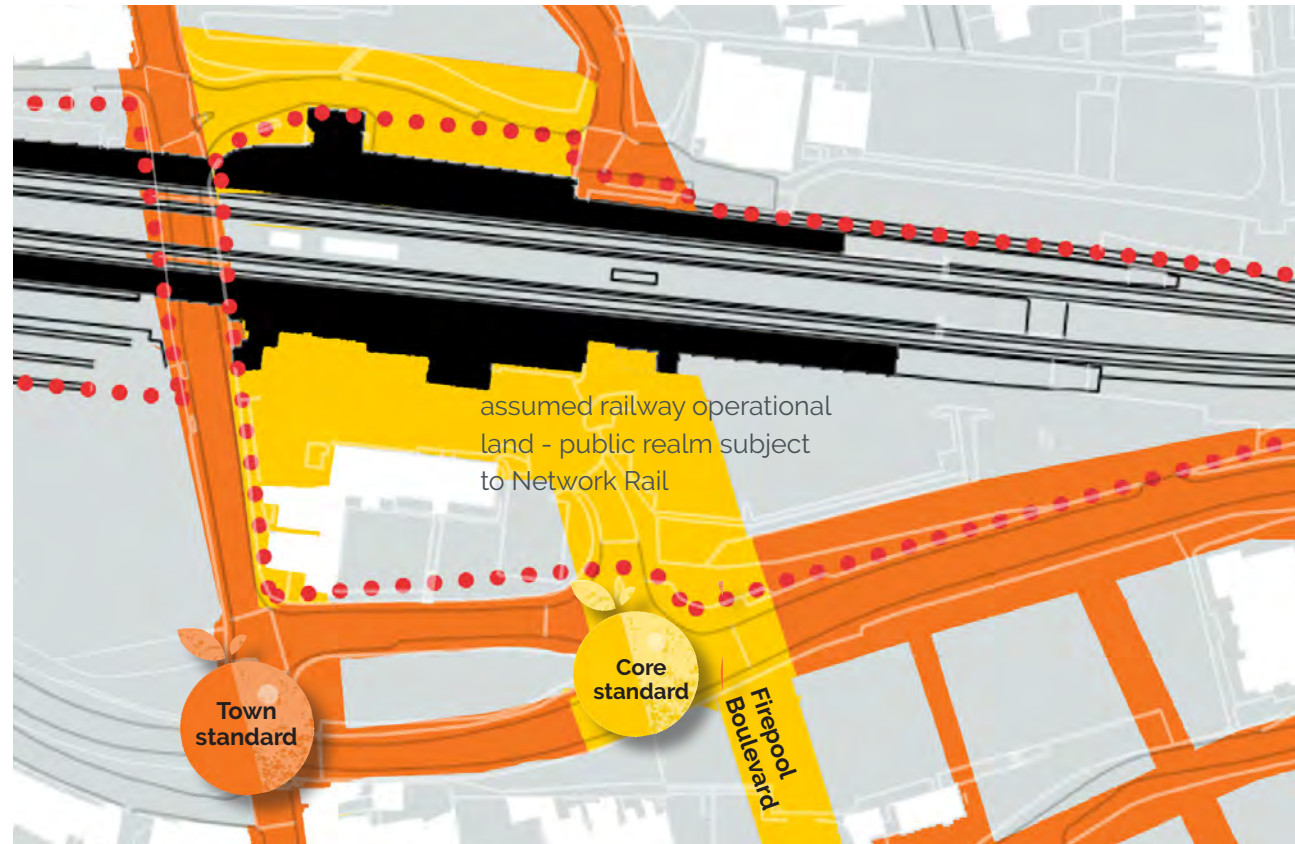 assumed railway operational
land - public realm subject
to Network Rail
Core
standard
Town
standard
Firepool
Boulevard